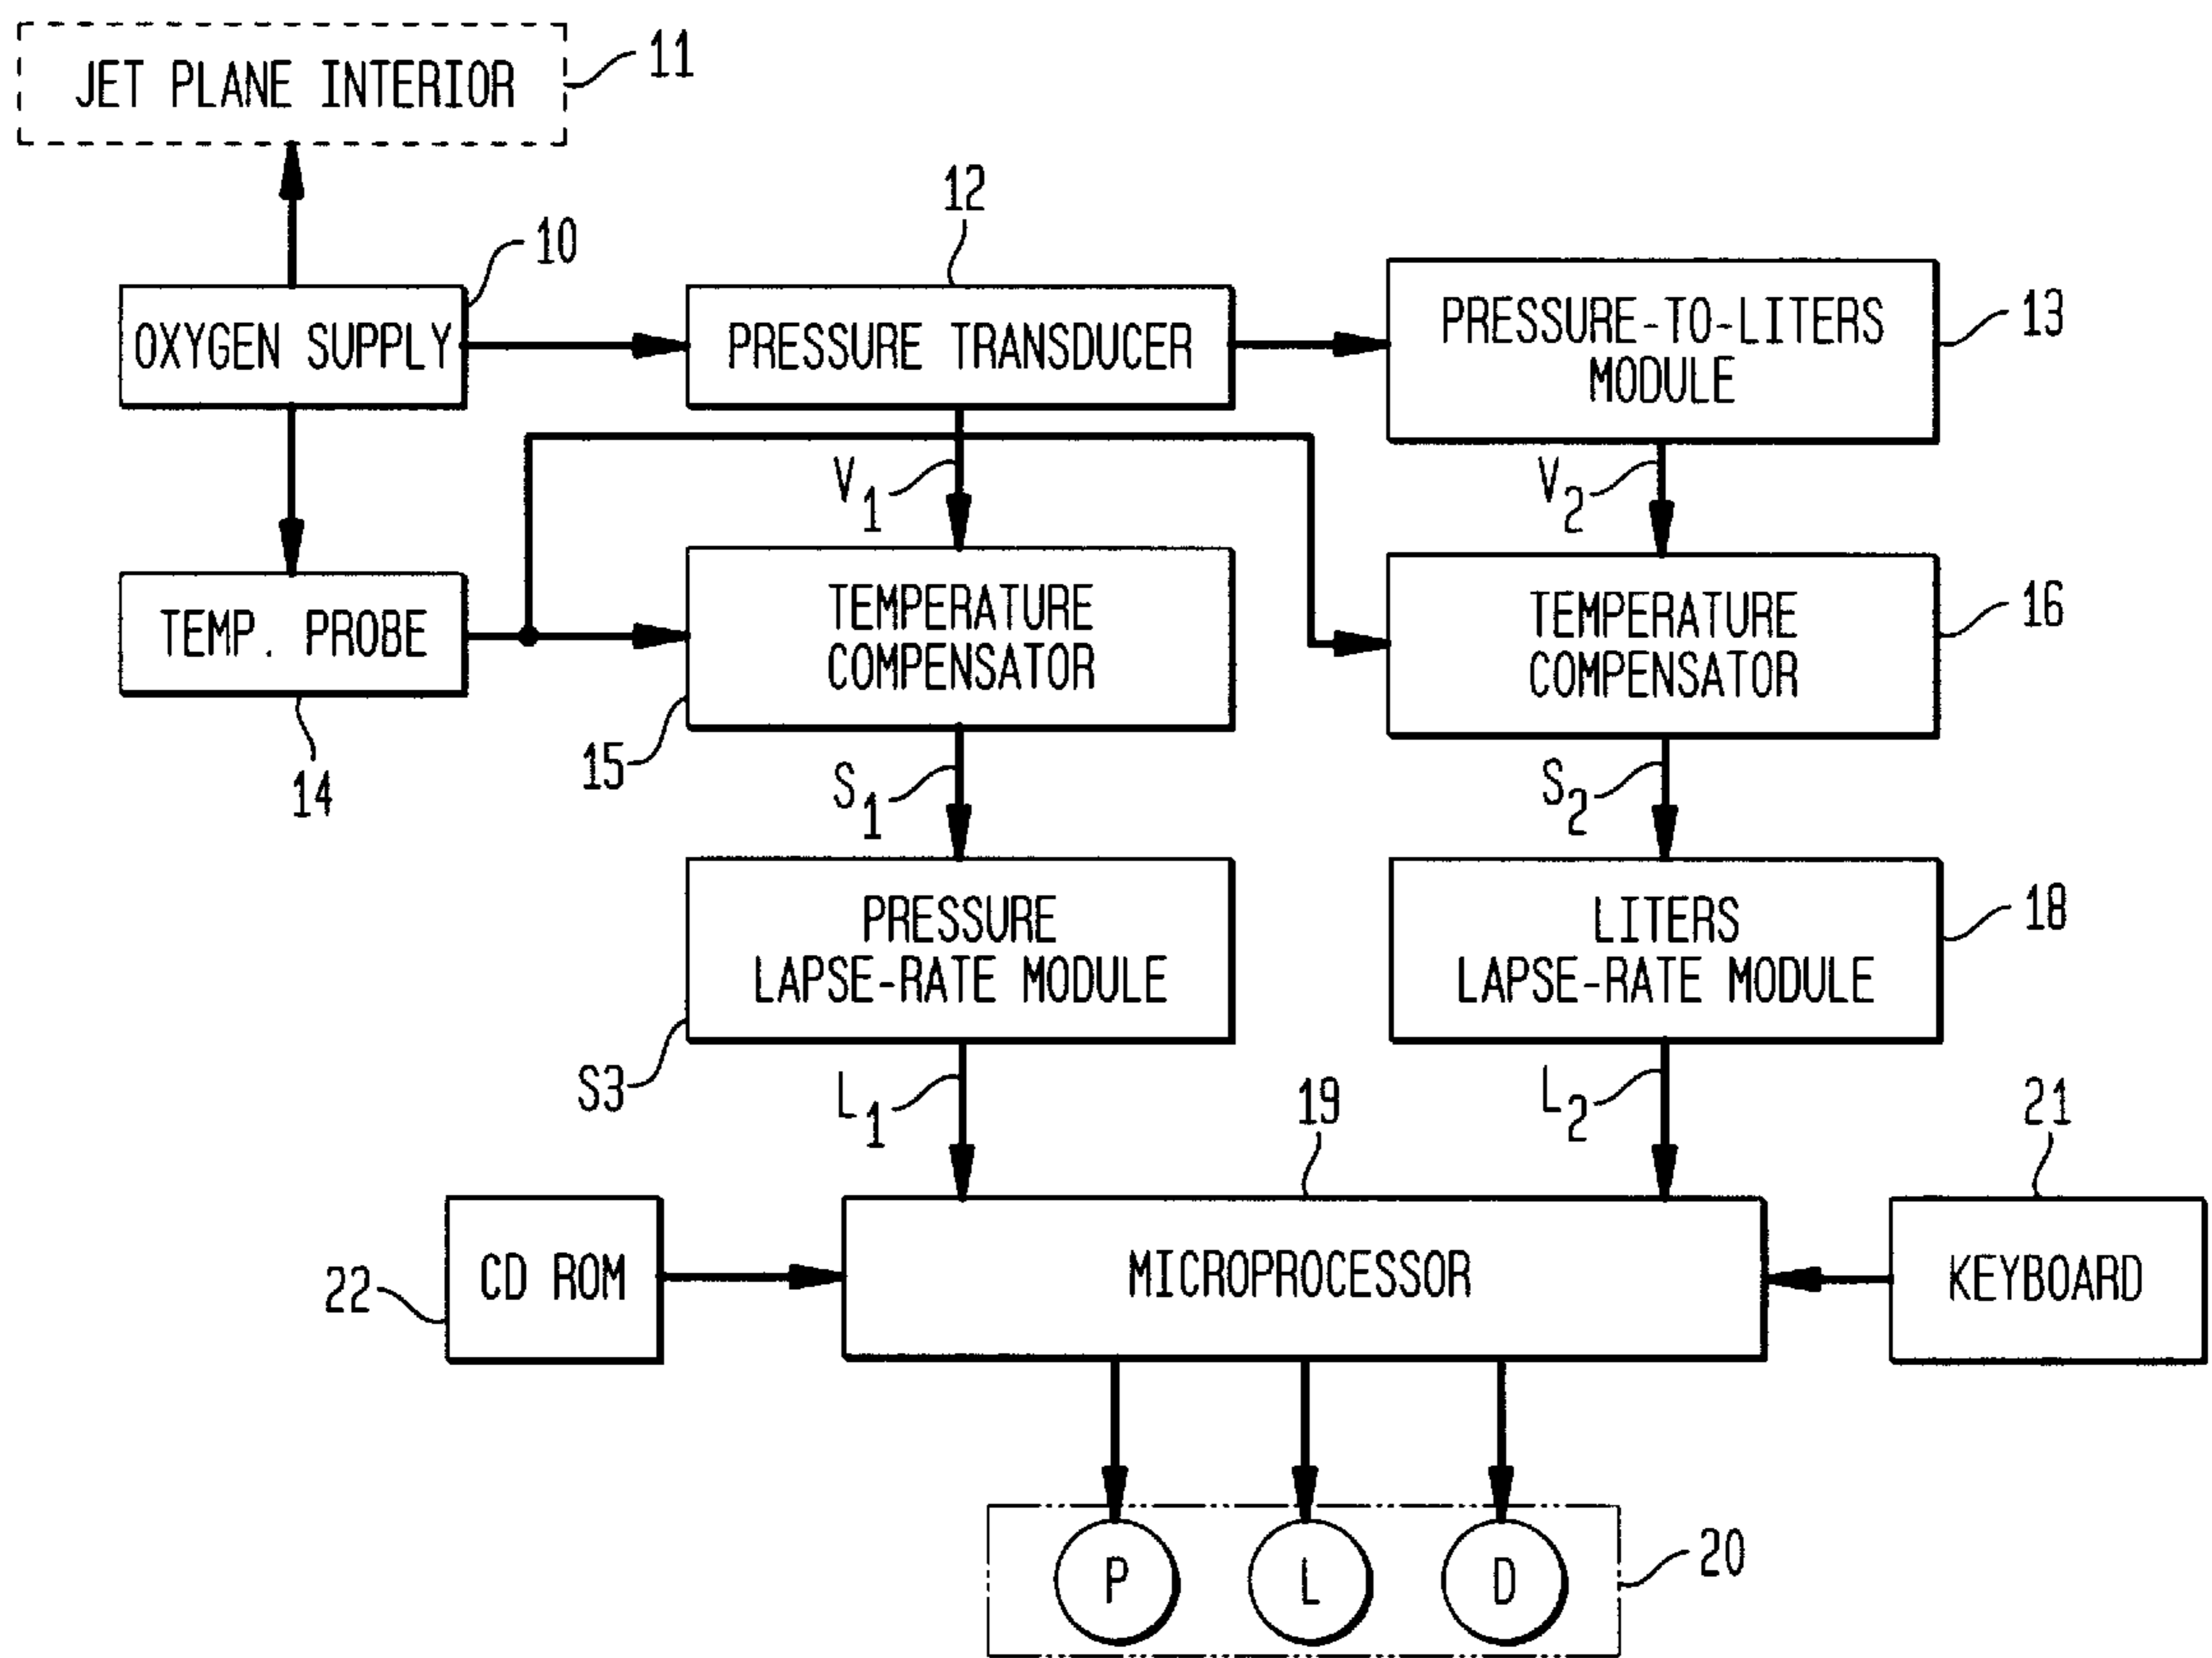 JET PLANE INTERIOR
11
12
10
OXYGEN SUPPLY
PRESSURE TRANSDUCER
PRESSURE-TO-LITERS
MODULE
13
V1
V2
TEMP. PROBE
14
TEMPERATURE
COMPENSATOR
15
TEMPERATURE
COMPENSATOR
16
S1
S2
PRESSURE
LAPSE-RATE MODULE
S3
LITERS
LAPSE-RATE MODULE
18
L1
L2
19
21
22
CD ROM
MICROPROCESSOR
KEYBOARD
P
L
D
20